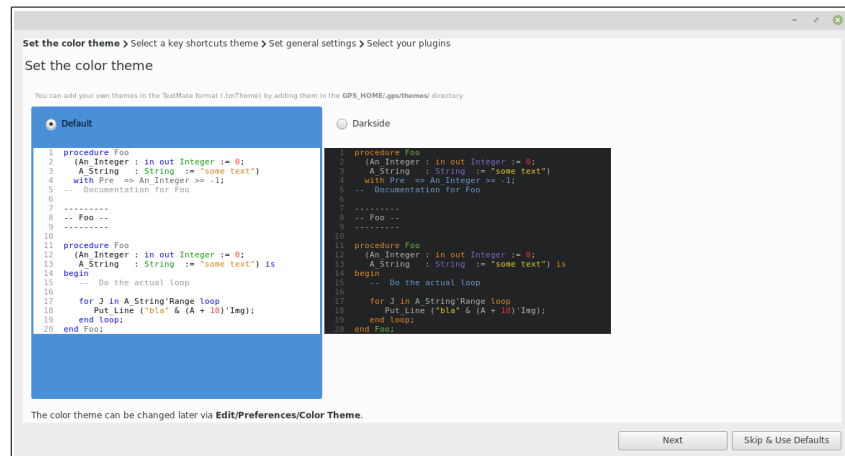 Set the color theme ❯ Select a key shortcuts theme ❯ Set general settings ❯ Select your plugins
Set the color theme
You can add your own themes in the TextMate format (.tmTheme) by adding them in the GPS_HOME/.gps/themes/ directory.
Default
1 procedure Foo
2   (An_Integer : in out Integer := 0;
3    A_String   : String  := "some text")
4   with Pre  => An_Integer >= -1;
5 --  Documentation for Foo
6
7 ---------
8 -- Foo --
9 ---------
10
11 procedure Foo
12   (An_Integer : in out Integer := 0;
13    A_String   : String  := "some text") is
14 begin
15    --  Do the actual loop
16
17    for J in A_String'Range loop
18       Put_Line ("bla" & (A + 10)'Img);
19    end loop;
20 end Foo;
Darkside
1 procedure Foo
2   (An_Integer : in out Integer := 0;
3    A_String   : String  := "some text")
4   with Pre  => An_Integer >= -1;
5 --  Documentation for Foo
6
7 ---------
8 -- Foo --
9 ---------
10
11 procedure Foo
12   (An_Integer : in out Integer := 0;
13    A_String   : String  := "some text") is
14 begin
15    --  Do the actual loop
16
17    for J in A_String'Range loop
18       Put_Line ("bla" & (A + 10)'Img);
19    end loop;
20 end Foo;
The color theme can be changed later via Edit/Preferences/Color Theme.
Next
Skip & Use Defaults